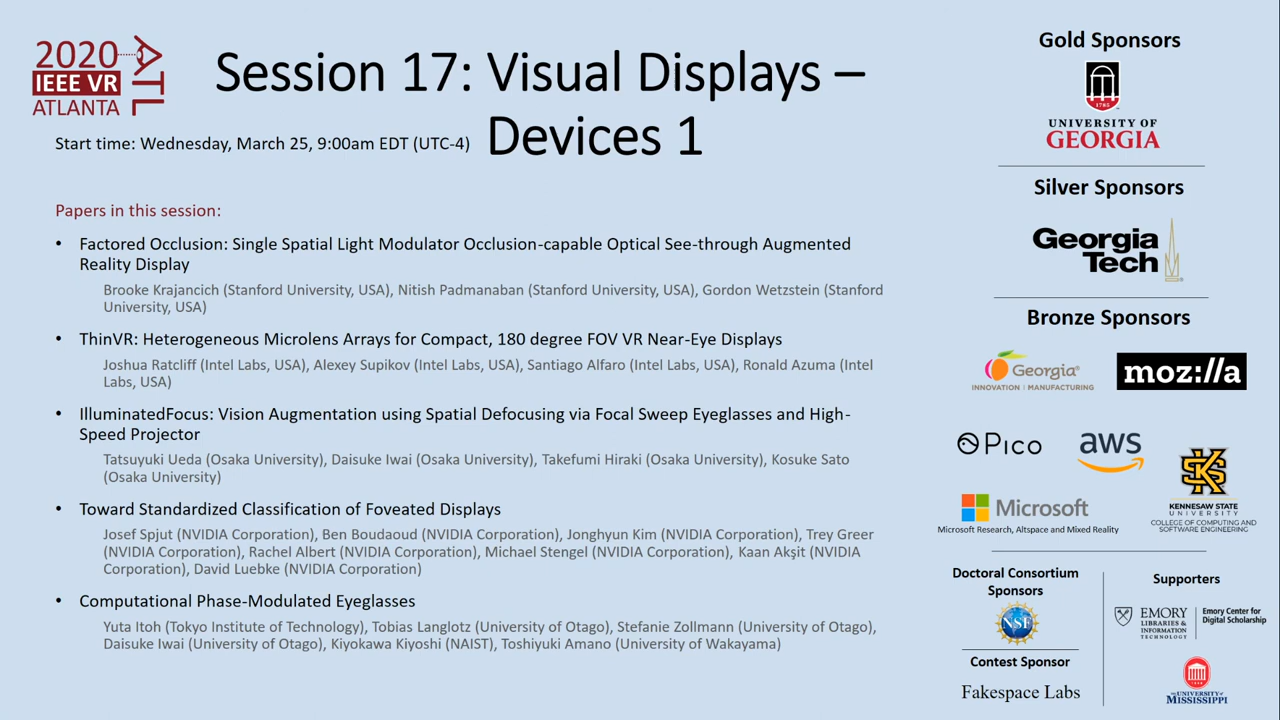 2020
IEEE VR
ATLANTA
ATL
Session 17: Visual Displays –
Devices 1
Start time: Wednesday, March 25, 9:00am EDT (UTC-4)
Papers in this session:
• Factored Occlusion: Single Spatial Light Modulator Occlusion-capable Optical See-through Augmented
Reality Display
Brooke Krajancich (Stanford University, USA), Nitish Padmanaban (Stanford University, USA), Gordon Wetzstein (Stanford
University, USA)
• ThinVR: Heterogeneous Microlens Arrays for Compact, 180 degree FOV VR Near-Eye Displays
Joshua Ratcliff (Intel Labs, USA), Alexey Supikov (Intel Labs, USA), Santiago Alfaro (Intel Labs, USA), Ronald Azuma (Intel
Labs, USA)
• IlluminatedFocus: Vision Augmentation using Spatial Defocusing via Focal Sweep Eyeglasses and High-
Speed Projector
Tatsuyuki Ueda (Osaka University), Daisuke Iwai (Osaka University), Takefumi Hiraki (Osaka University), Kosuke Sato
(Osaka University)
• Toward Standardized Classification of Foveated Displays
Josef Spjut (NVIDIA Corporation), Ben Boudaoud (NVIDIA Corporation), Jonghyun Kim (NVIDIA Corporation), Trey Greer
(NVIDIA Corporation), Rachel Albert (NVIDIA Corporation), Michael Stengel (NVIDIA Corporation), Kaan Akşit (NVIDIA
Corporation), David Luebke (NVIDIA Corporation)
• Computational Phase-Modulated Eyeglasses
Yuta Itoh (Tokyo Institute of Technology), Tobias Langlotz (University of Otago), Stefanie Zollmann (University of Otago),
Daisuke Iwai (University of Otago), Kiyokawa Kiyoshi (NAIST), Toshiyuki Amano (University of Wakayama)
Gold Sponsors
1785
UNIVERSITY OF
GEORGIA
Silver Sponsors
Georgia
Tech
Bronze Sponsors
Georgia®
INNOVATION | MANUFACTURING
moz://a
Pico
aws
KS
KENNESAW STATE
UNIVERSITY
COLLEGE OF COMPUTING AND
SOFTWARE ENGINEERING
Microsoft
Microsoft Research, Altspace and Mixed Reality
Doctoral Consortium
Sponsors
NSF
Contest Sponsor
Fakespace Labs
Supporters
EMORY
LIBRARIES &
INFORMATION
TECHNOLOGY
Emory Center for
Digital Scholarship
THE UNIVERSITY of
MISSISSIPPI